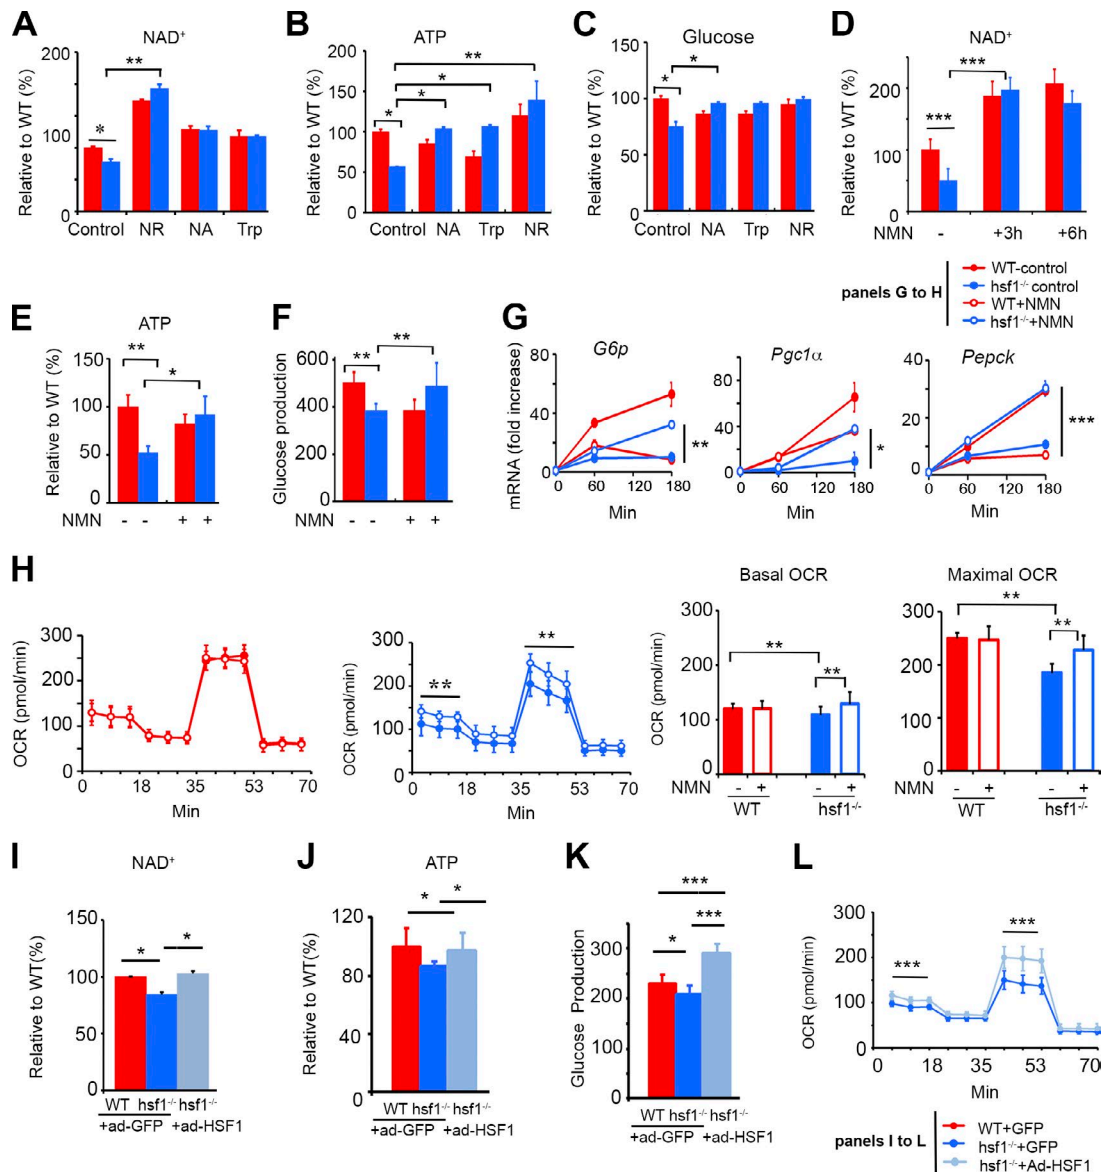 A
NAD⁺
Relative to WT (%)
200
100
0
*
**
Control NR NA Trp
B
ATP
Relative to WT (%)
200
150
100
50
0
*
*
*
**
Control NA Trp NR
C
Glucose
Relative to WT (%)
150
100
50
0
*
*
Control NA Trp NR
D
NAD⁺
Relative to WT (%)
200
100
0
***
***
NMN - +3h +6h
panels G to H
WT-control
hsf1⁻/⁻ control
WT+NMN
hsf1⁻/⁻+NMN
E
ATP
Relative to WT (%)
150
100
50
0
**
*
NMN - - + +
F
Glucose production
600
400
200
0
**
**
- - + +
G
mRNA (fold increase)
G6p
80
60
40
20
0
**
0 60 120 180
Min
Pgc1α
80
60
40
20
0
*
0 60 120 180
Min
Pepck
40
30
20
10
0
***
0 60 120 180
Min
H
OCR (pmol/min)
300
200
100
0
0 18 35 53 70
Min
OCR (pmol/min)
300
200
100
0
**
**
0 18 35 53 70
Min
Basal OCR
OCR (pmol/min)
300
200
100
0
**
**
NMN - + - +
WT hsf1⁻/⁻
Maximal OCR
OCR (pmol/min)
300
200
100
0
**
**
NMN - + - +
WT hsf1⁻/⁻
I
NAD⁺
Relative to WT(%)
150
100
50
0
*
*
WT hsf1⁻/⁻ hsf1⁻/⁻
+ad-GFP +ad-HSF1
J
ATP
Relative to WT(%)
120
80
40
0
*
*
WT hsf1⁻/⁻ hsf1⁻/⁻
+ad-GFP +ad-HSF1
K
Glucose Production
300
200
100
0
***
*
***
WT hsf1⁻/⁻ hsf1⁻/⁻
+ad-GFP +ad-HSF1
L
OCR (pmol/min)
300
200
100
0
***
***
0 18 35 53 70
Min
panels I to L
WT+GFP
hsf1⁻/⁻+GFP
hsf1⁻/⁻+Ad-HSF1